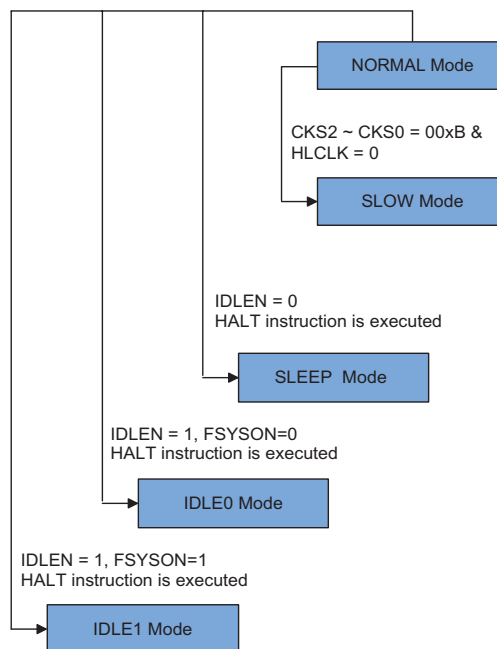 NORMAL Mode
CKS2 ~ CKS0 = 00xB &
HLCLK = 0
SLOW Mode
IDLEN = 0
HALT instruction is executed
SLEEP Mode
IDLEN = 1, FSYSON=0
HALT instruction is executed
IDLE0 Mode
IDLEN = 1, FSYSON=1
HALT instruction is executed
IDLE1 Mode